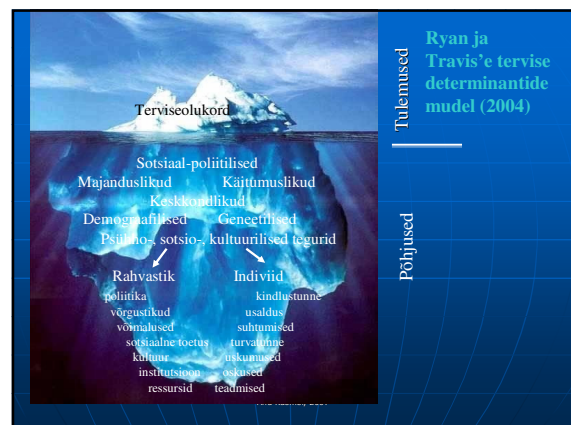 Ryan ja
Travis’e tervise
determinantide
mudel (2004)
Tulemused
Põhjused
Terviseolukord
Sotsiaal-poliitilised
Majanduslikud Käitumuslikud
Keskkondlikud
Demograafilised Geneetilised
Psühho-, sotsio-, kultuurilised tegurid
Rahvastik Indiviid
poliitika kindlustunne
võrgustikud usaldus
võimalused suhtumised
sotsiaalne toetus turvatunne
kultuur uskumused
institutsioon oskused
ressursid teadmised